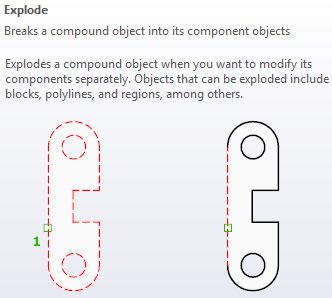 Explode
Breaks a compound object into its component objects
Explodes a compound object when you want to modify its
components separately. Objects that can be exploded include
blocks, polylines, and regions, among others.
1